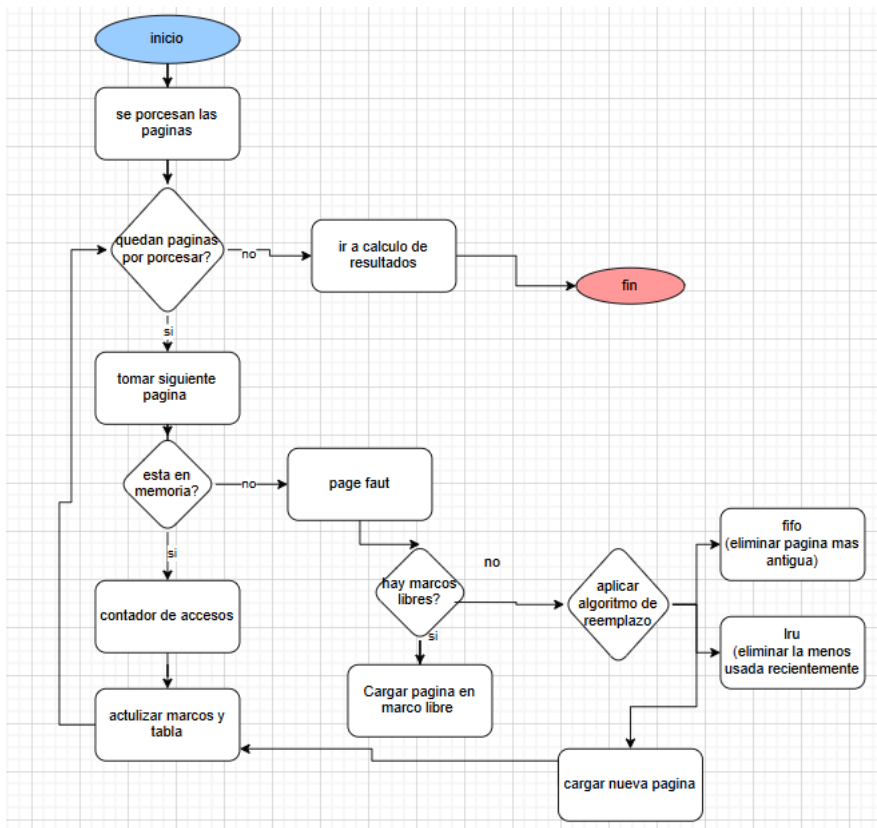 inicio
se porcesan las
paginas
quedan paginas
por porcesar?
no
ir a calculo de
resultados
fin
si
tomar siguiente
pagina
esta en
memoria?
no
page faut
si
hay marcos
libres?
no
aplicar
algoritmo de
reemplazo
fifo
(eliminar pagina mas
antigua)
lru
(eliminar la menos
usada recientemente
contador de accesos
si
Cargar pagina en
marco libre
actulizar marcos y
tabla
cargar nueva pagina